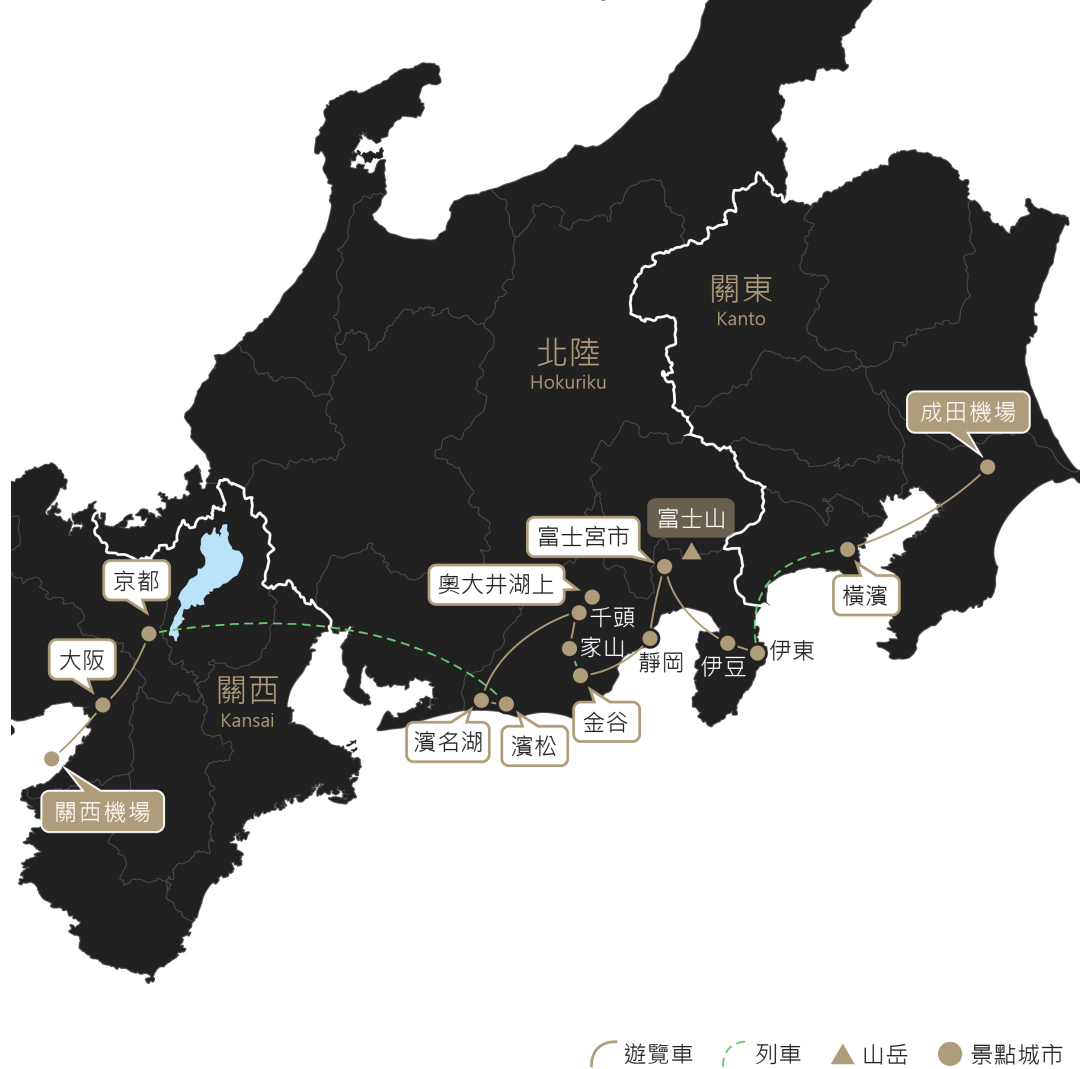 關東
Kanto
北陸
Hokuriku
成田機場
富士山
富士宮市
奧大井湖上
京都
橫濱
千頭
家山
大阪
靜岡
伊豆
伊東
關西
Kansai
金谷
濱名湖
濱松
關西機場
遊覽車
列車
山岳
景點城市